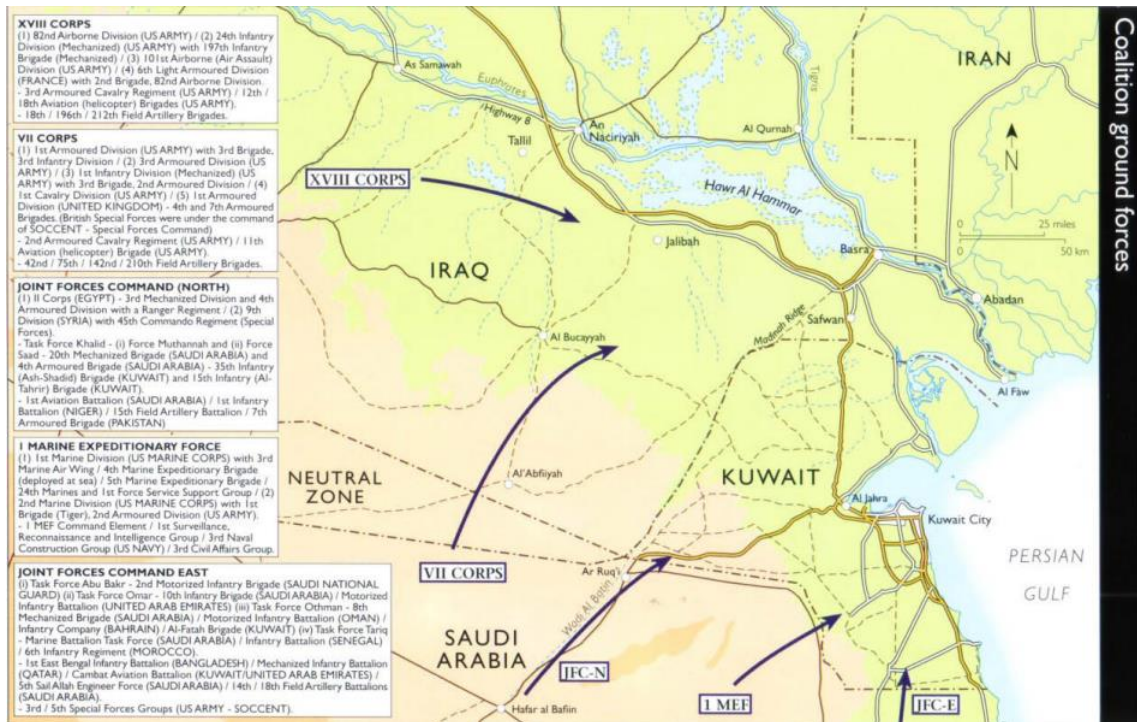 XVIII CORPS
(1) 82nd Airborne Division (US ARMY) / (2) 24th Infantry
Division (Mechanized) (US ARMY) with 197th Infantry
Brigade (Mechanized) / (3) 101st Airborne (Air Assault)
Division (US ARMY) / (4) 6th Light Armoured Division
(FRANCE) with 2nd Brigade, 82nd Airborne Division.
- 3rd Armoured Cavalry Regiment (US ARMY) / 12th /
18th Aviation (helicopter) Brigades (US ARMY).
- 18th / 196th / 212th Field Artillery Brigades.
VII CORPS
(1) 1st Armoured Division (US ARMY) with 3rd Brigade,
3rd Infantry Division / (2) 3rd Armoured Division (US
ARMY) / (3) 1st Infantry Division (Mechanized) (US
ARMY) with 3rd Brigade, 2nd Armoured Division / (4)
1st Cavalry Division (US ARMY) / (5) 1st Armoured
Division (UNITED KINGDOM) - 4th and 7th Armoured
Brigades. (British Special Forces were under the command
of SOCCENT - Special Forces Command)
- 2nd Armoured Cavalry Regiment (US ARMY) / 11th
Aviation (helicopter) Brigade (US ARMY).
- 42nd / 75th / 142nd / 210th Field Artillery Brigades.
JOINT FORCES COMMAND (NORTH)
(1) II Corps (EGYPT) - 3rd Mechanized Division and 4th
Armoured Division with a Ranger Regiment / (2) 9th
Division (SYRIA) with 45th Commando Regiment (Special
Forces).
- Task Force Khalid - (i) Force Muthannah and (ii) Force
Saad - 20th Mechanized Brigade (SAUDI ARABIA) and
4th Armoured Brigade (SAUDI ARABIA) - 35th Infantry
(Ash-Shadid) Brigade (KUWAIT) and 15th Infantry (Al-
Tahrir) Brigade (KUWAIT).
- 1st Aviation Battalion (SAUDI ARABIA) / 1st Infantry
Battalion (NIGER) / 15th Field Artillery Battalion / 7th
Armoured Brigade (PAKISTAN)
1 MARINE EXPEDITIONARY FORCE
(1) 1st Marine Division (US MARINE CORPS) with 3rd
Marine Air Wing / 4th Marine Expeditionary Brigade
(deployed at sea) / 5th Marine Expeditionary Brigade /
24th Marines and 1st Force Service Support Group / (2)
2nd Marine Division (US MARINE CORPS) with 1st
Brigade (Tiger), 2nd Armoured Division (US ARMY).
- 1 MEF Command Element / 1st Surveillance,
Reconnaissance and Intelligence Group / 3rd Naval
Construction Group (US NAVY) / 3rd Civil Affairs Group.
JOINT FORCES COMMAND EAST
(i) Task Force Abu Bakr - 2nd Motorized Infantry Brigade (SAUDI NATIONAL
GUARD) (ii) Task Force Omar - 10th Infantry Brigade (SAUDI ARABIA) / Motorized
Infantry Battalion (UNITED ARAB EMIRATES) (iii) Task Force Othman - 8th
Mechanized Brigade (SAUDI ARABIA) / Motorized Infantry Battalion (OMAN) /
Infantry Company (BAHRAIN) / Al-Fatah Brigade (KUWAIT) (iv) Task Force Tariq
- Marine Battalion Task Force (SAUDI ARABIA) / Infantry Battalion (SENEGAL)
/ 6th Infantry Regiment (MOROCCO).
- 1st East Bengal Infantry Battalion (BANGLADESH) / Mechanized Infantry Battalion
(QATAR) / Cambat Aviation Battalion (KUWAIT/UNITED ARAB EMIRATES) /
5th Sail Allah Engineer Force (SAUDI ARABIA) / 14th / 18th Field Artillery Battalions
(SAUDI ARABIA).
- 3rd / 5th Special Forces Groups (US ARMY - SOCCENT).
As Samawah
Euphrates
Highway 8
Tallil
An
Naciriyah
Al Qurnah
Tigris
IRAN
N
0 25 miles
0 50 km
XVIII CORPS
Hawr Al Hammar
Jalibah
Basra
IRAQ
Abadan
Safwan
Madinah Ridge
Al Bucayyah
Al Fāw
NEUTRAL
ZONE
Al'Abfiiyah
KUWAIT
Al Jahra
Kuwait City
PERSIAN
GULF
VII CORPS
Ar Ruq'i
Wadi Al Batin
SAUDI
ARABIA
JFC-N
1 MEF
JFC-E
Hafar al Bafiin
Coalition ground forces